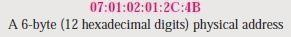 07:01:02:01:2C:4B
A 6-byte (12 hexadecimal digits) physical address